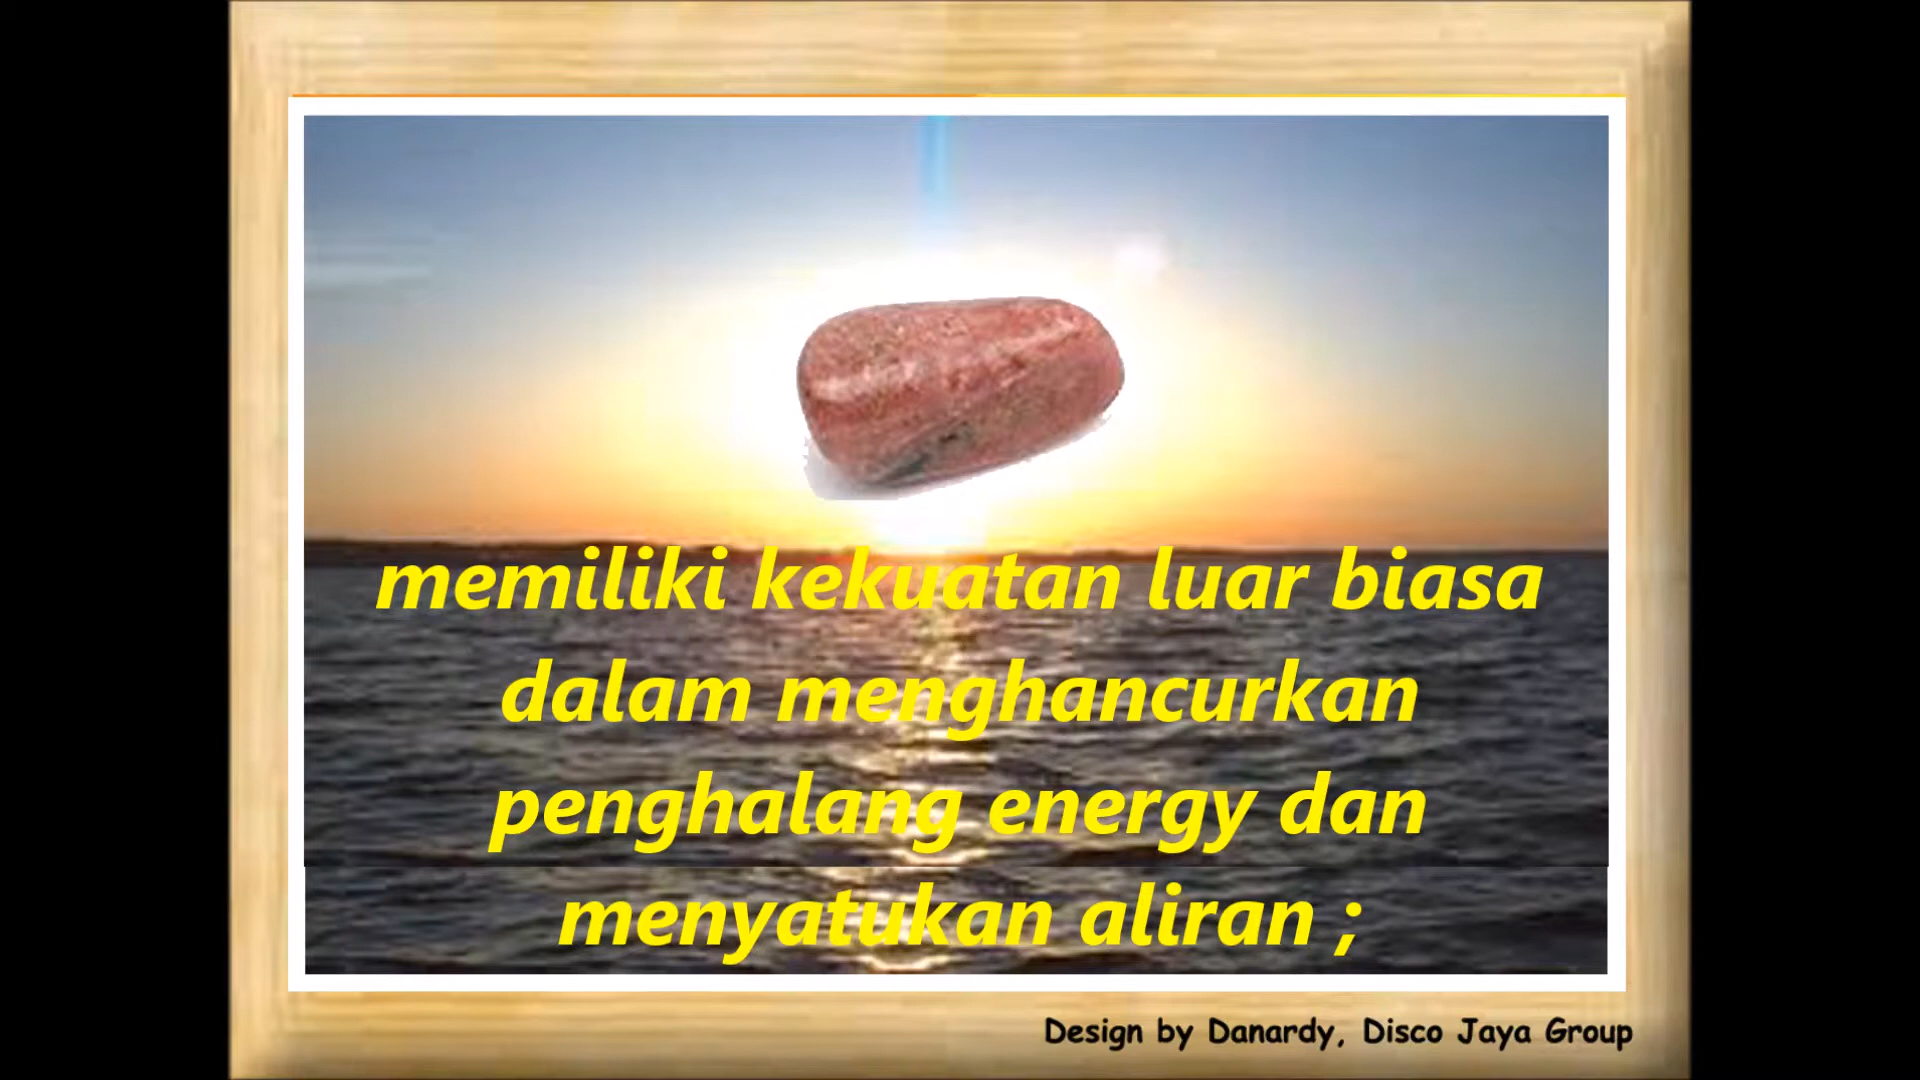 memiliki kekuatan luar biasa
dalam menghancurkan
penghalang energy dan
menyatukan aliran ;
Design by Danardy, Disco Jaya Group